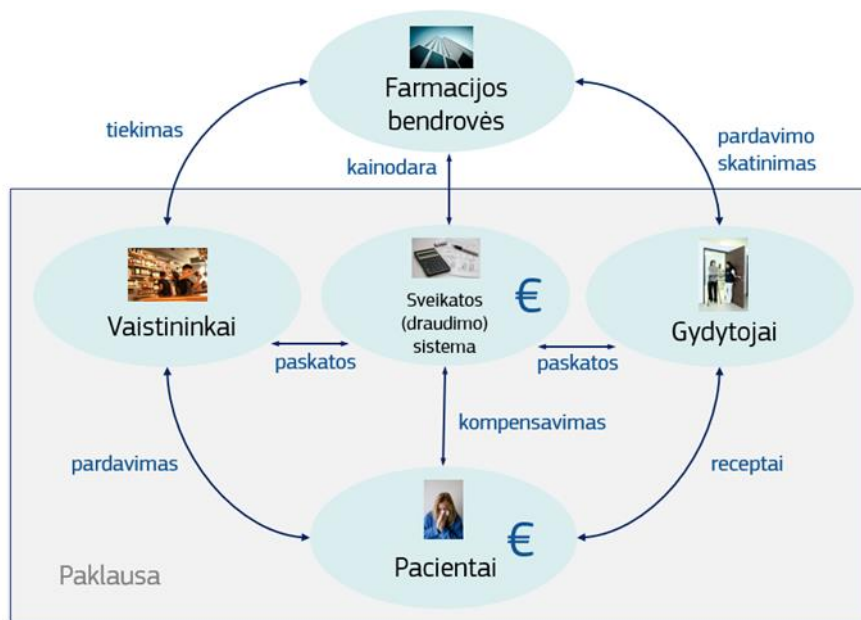 Farmacijos
bendrovės
tiekimas
pardavimo
skatinimas
kainodara
Vaistininkai
Sveikatos
(draudimo)
sistema
€
Gydytojai
paskatos
paskatos
kompensavimas
pardavimas
receptai
€
Pacientai
Paklausa